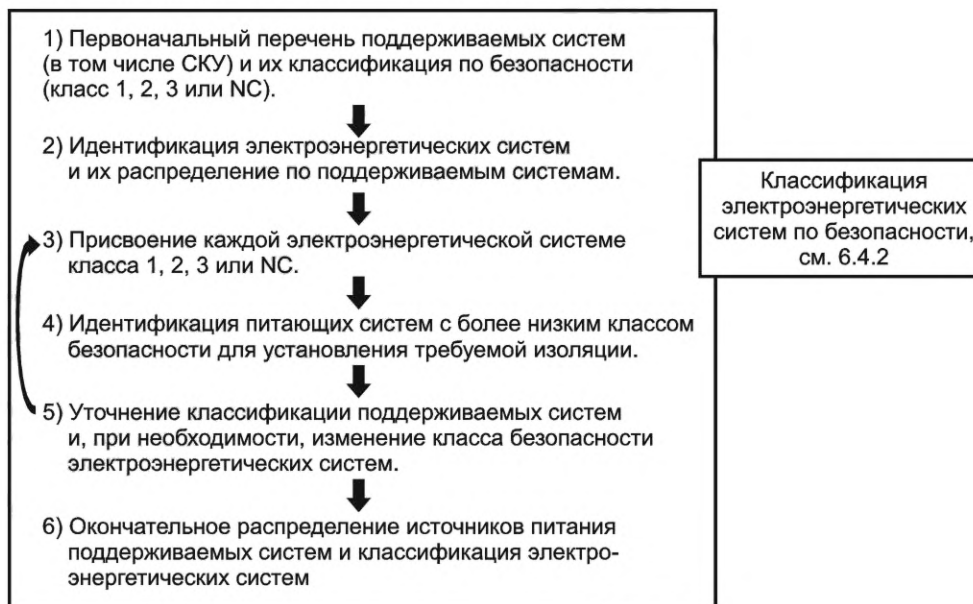 1) Первоначальный перечень поддерживаемых систем
(в том числе СКУ) и их классификация по безопасности
(класс 1, 2, 3 или NC).
2) Идентификация электроэнергетических систем
и их распределение по поддерживаемым системам.
3) Присвоение каждой электроэнергетической системе
класса 1, 2, 3 или NC.
4) Идентификация питающих систем с более низким классом
безопасности для установления требуемой изоляции.
5) Уточнение классификации поддерживаемых систем
и, при необходимости, изменение класса безопасности
электроэнергетических систем.
6) Окончательное распределение источников питания
поддерживаемых систем и классификация электро-
энергетических систем
Классификация
электроэнергетических
систем по безопасности,
см. 6.4.2